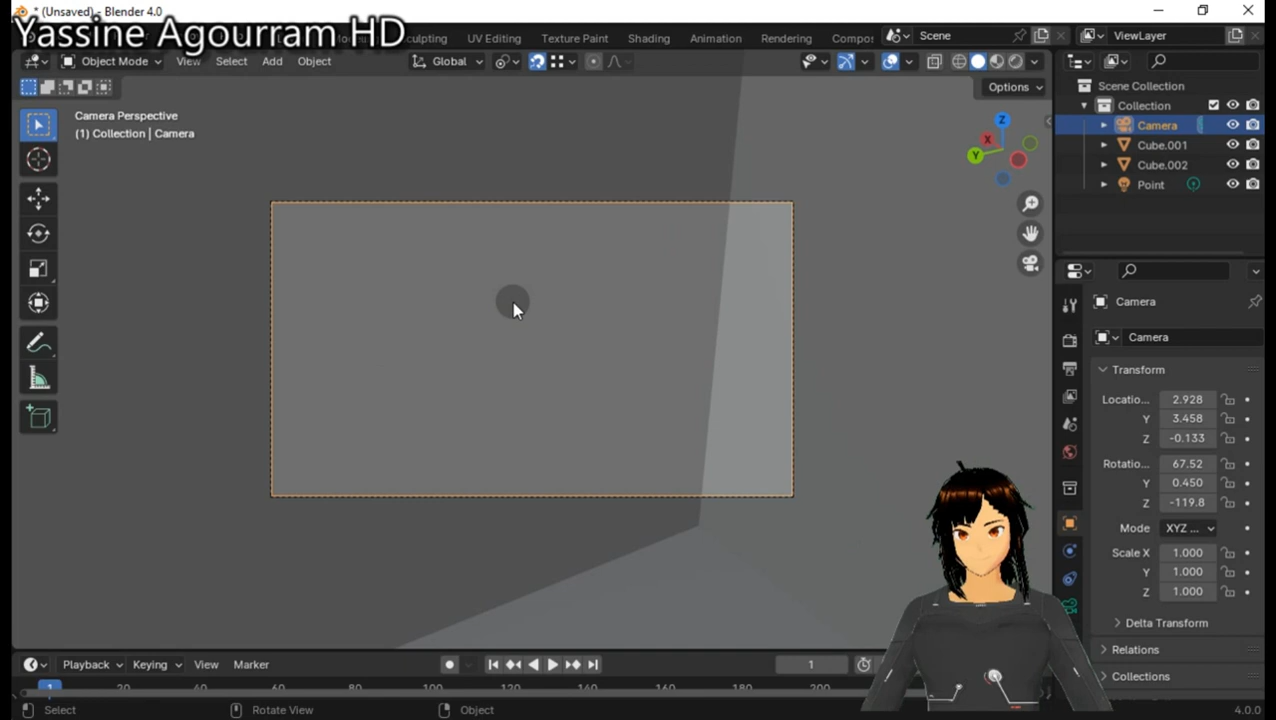 * (Unsaved) - Blender 4.0
Yassine Agourram HD
Sculpting UV Editing Texture Paint Shading Animation Rendering Compos
Scene
ViewLayer
Object Mode View Select Add Object
Global
Options
Camera Perspective
(1) Collection | Camera
Z
X
Y
Scene Collection
Collection
Camera
Cube.001
Cube.002
Point
Camera
Camera
Transform
Locatio... 2.928
Y 3.458
Z -0.133
Rotatio... 67.52
Y 0.450
Z -119.8
Mode XYZ ...
Scale X 1.000
Y 1.000
Z 1.000
Delta Transform
Relations
Collections
Playback Keying View Marker
1
1 20 40 60 80 100 120 140 160 180 200
Select Rotate View Object
4.0.0